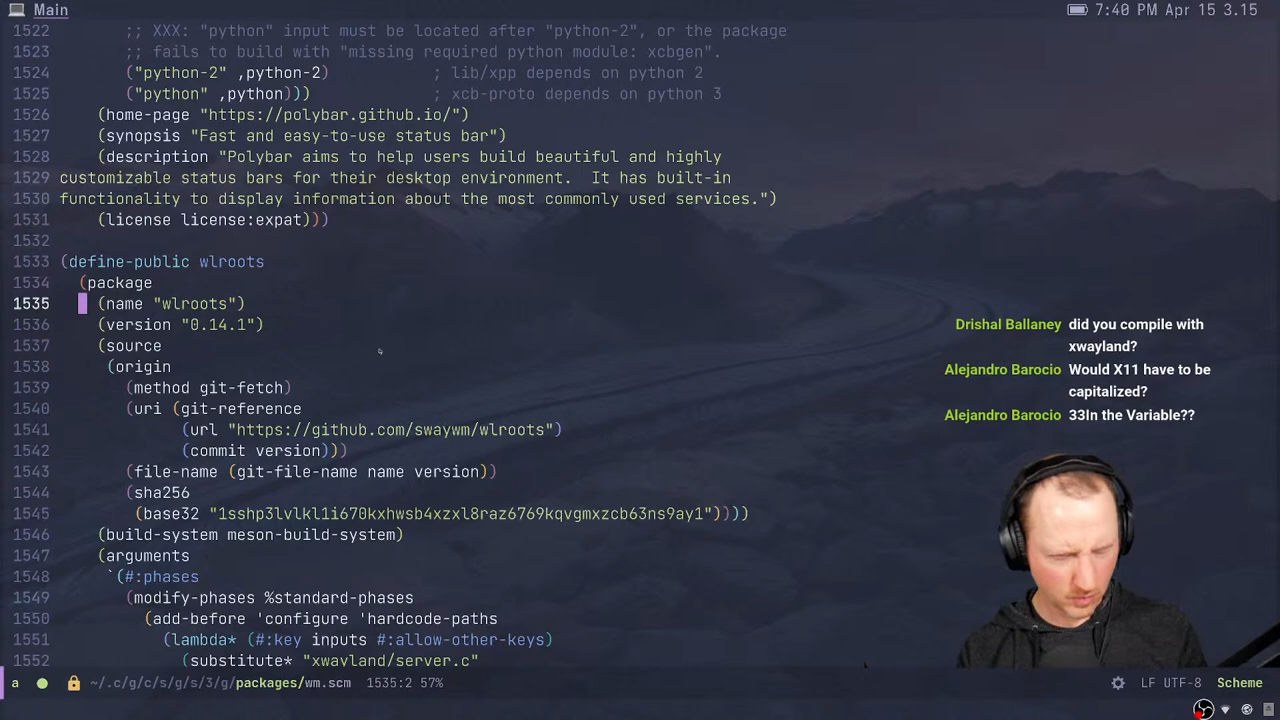 Main
7:40 PM Apr 15 3.15
1522 ;; XXX: "python" input must be located after "python-2", or the package
1523 ;; fails to build with "missing required python module: xcbgen".
1524 ("python-2" ,python-2) ; lib/xpp depends on python 2
1525 ("python" ,python))) ; xcb-proto depends on python 3
1526 (home-page "https://polybar.github.io/")
1527 (synopsis "Fast and easy-to-use status bar")
1528 (description "Polybar aims to help users build beautiful and highly
1529 customizable status bars for their desktop environment.  It has built-in
1530 functionality to display information about the most commonly used services.")
1531 (license license:expat)))
1532
1533 (define-public wlroots
1534 (package
1535 (name "wlroots")
1536 (version "0.14.1")
1537 (source
1538 (origin
1539 (method git-fetch)
1540 (uri (git-reference
1541 (url "https://github.com/swaywm/wlroots")
1542 (commit version)))
1543 (file-name (git-file-name name version))
1544 (sha256
1545 (base32 "1sshp3lvlkl1i670kxhwsb4xzxl8raz6769kqvgmxzcb63ns9ay1"))))
1546 (build-system meson-build-system)
1547 (arguments
1548 `(#:phases
1549 (modify-phases %standard-phases
1550 (add-before 'configure 'hardcode-paths
1551 (lambda* (#:key inputs #:allow-other-keys)
1552 (substitute* "xwayland/server.c"
Drishal Ballaney did you compile with
xwayland?
Alejandro Barocio Would X11 have to be
capitalized?
Alejandro Barocio 33In the Variable??
a ~/.c/g/c/s/g/s/3/g/packages/wm.scm 1535:2 57% LF UTF-8 Scheme